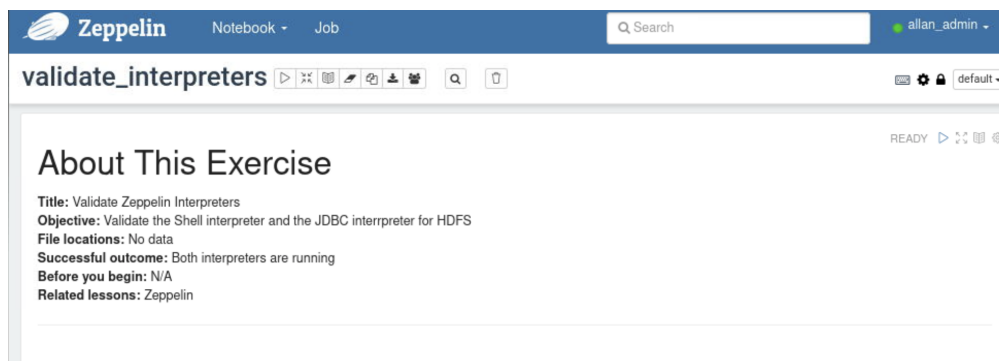 Zeppelin Notebook Job Search allan_admin
validate_interpreters default
READY
About This Exercise
Title: Validate Zeppelin Interpreters
Objective: Validate the Shell interpreter and the JDBC interrpreter for HDFS
File locations: No data
Successful outcome: Both interpreters are running
Before you begin: N/A
Related lessons: Zeppelin